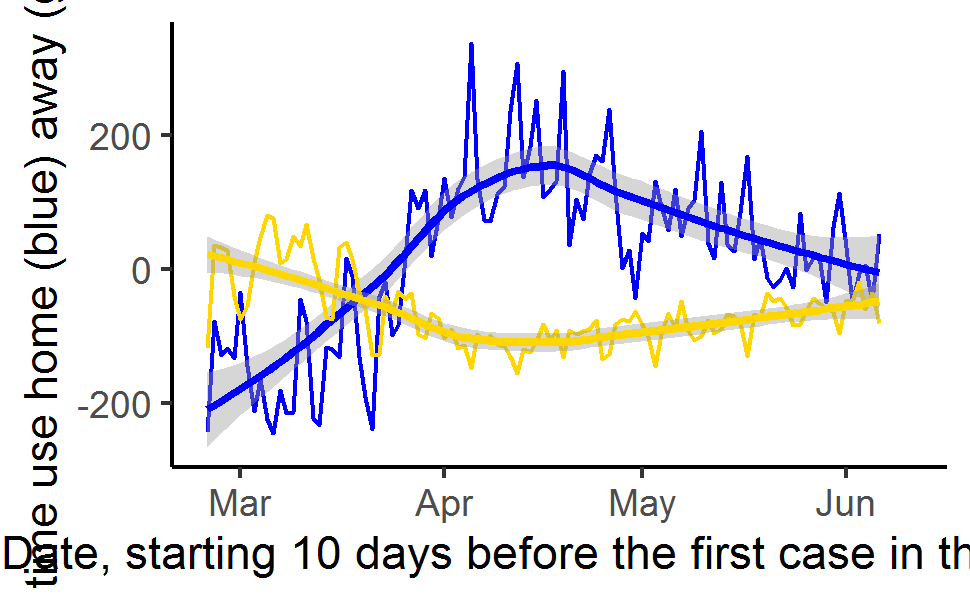 time use home (blue) away (
200
0
-200
Mar Apr May Jun
Date, starting 10 days before the first case in th